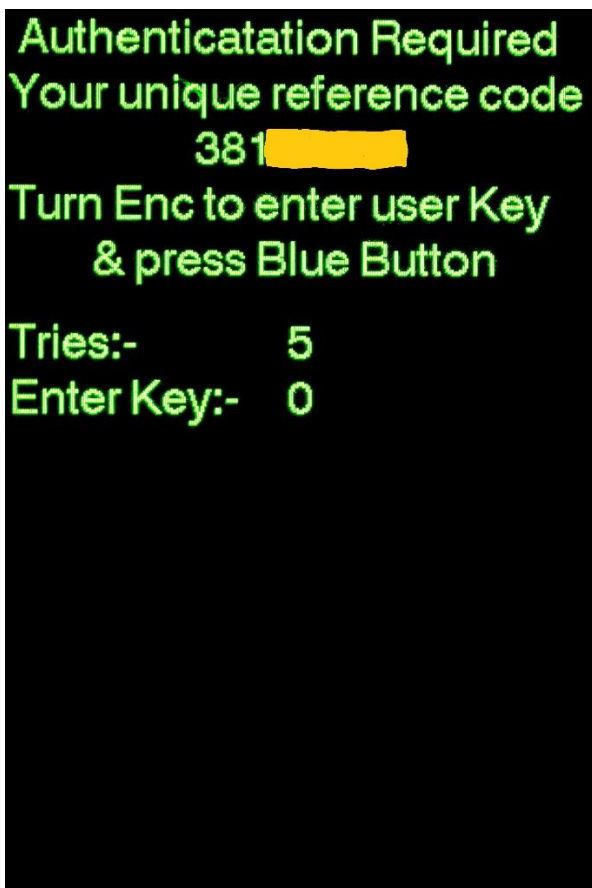 Authenticatation Required
Your unique reference code
381
Turn Enc to enter user Key
& press Blue Button
Tries:- 5
Enter Key:- 0